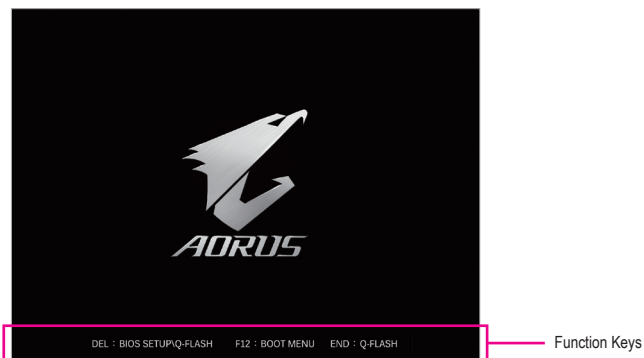 AORUS
DEL : BIOS SETUP\Q-FLASH F12 : BOOT MENU END : Q-FLASH
Function Keys